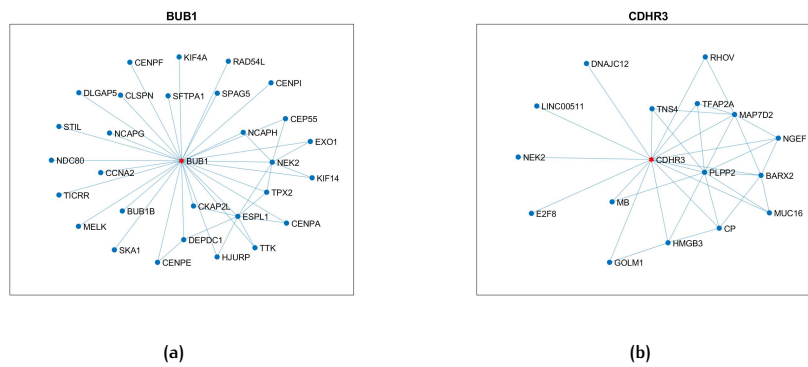 BUB1
KIF4A
CENPF
RAD54L
CENPI
DLGAP5
CLSPN
SFTPA1
SPAG5
CEP55
STIL
NCAPG
NCAPH
EXO1
NDC80
BUB1
NEK2
CCNA2
KIF14
TICRR
TPX2
CKAP2L
BUB1B
ESPL1
MELK
CENPA
DEPDC1
SKA1
TTK
CENPE
HJURP
(a)
CDHR3
RHOV
DNAJC12
LINC00511
TNS4
TFAP2A
MAP7D2
NGEF
NEK2
CDHR3
PLPP2
BARX2
MB
E2F8
MUC16
CP
HMGB3
GOLM1
(b)